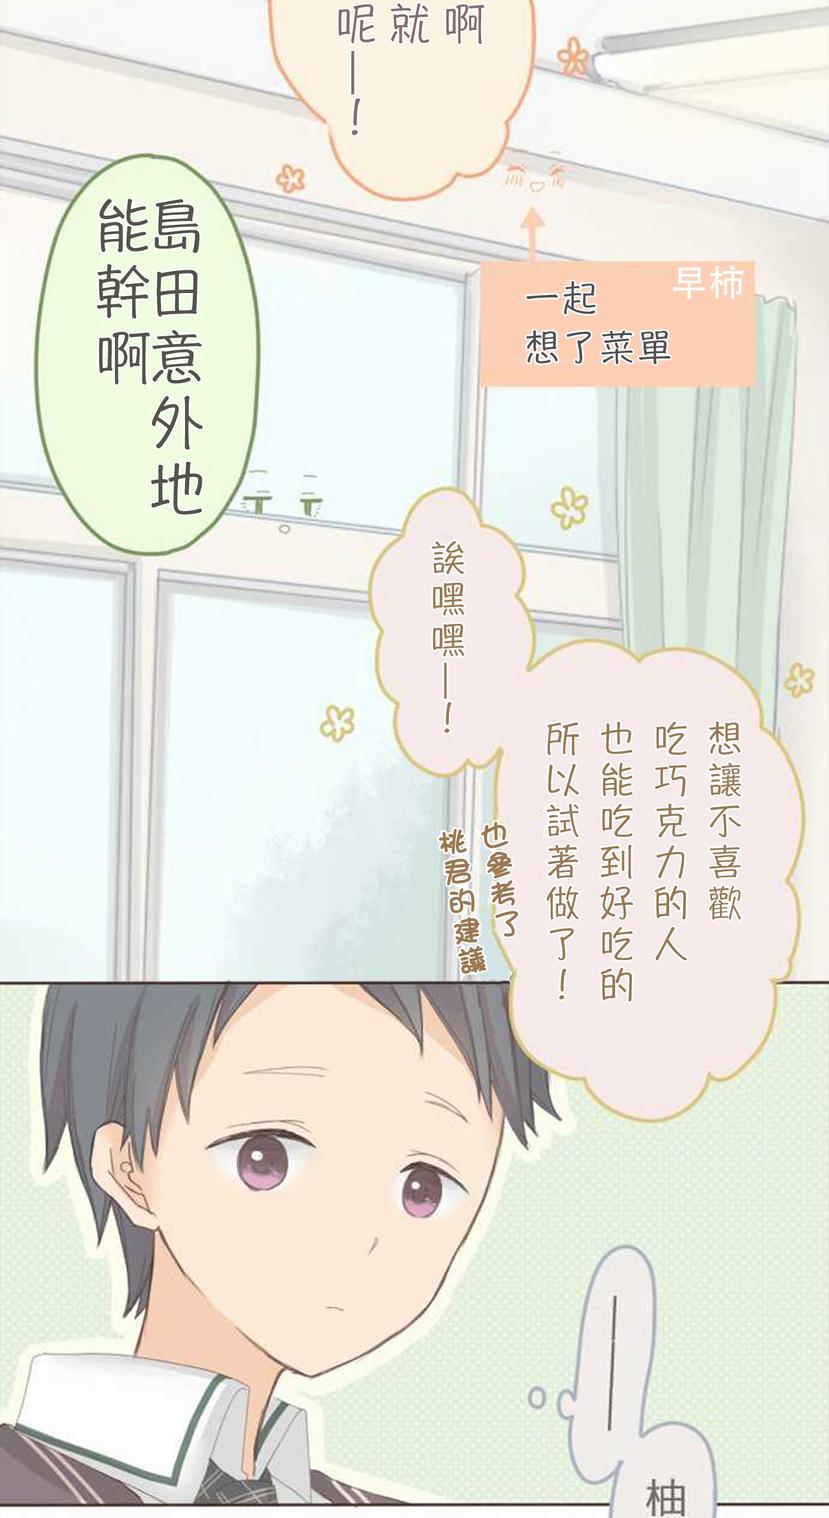 啊
就
呢—！
早柿
一起
想了菜單
島田意外地
能幹啊
誒嘿嘿—！
想讓不喜歡
吃巧克力的人
也能吃到好吃的
所以試著做了！
也參考了
桃君的建議
——
柚